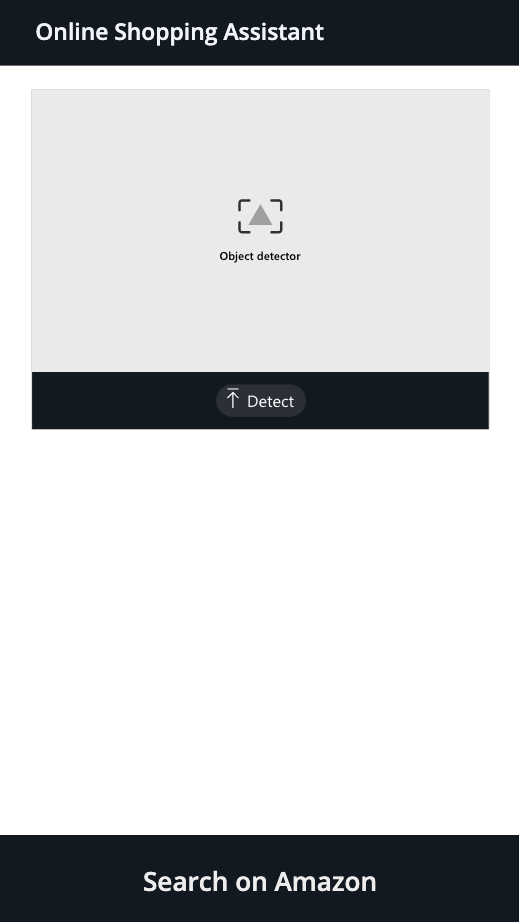 Online Shopping Assistant
Object detector
Detect
Search on Amazon